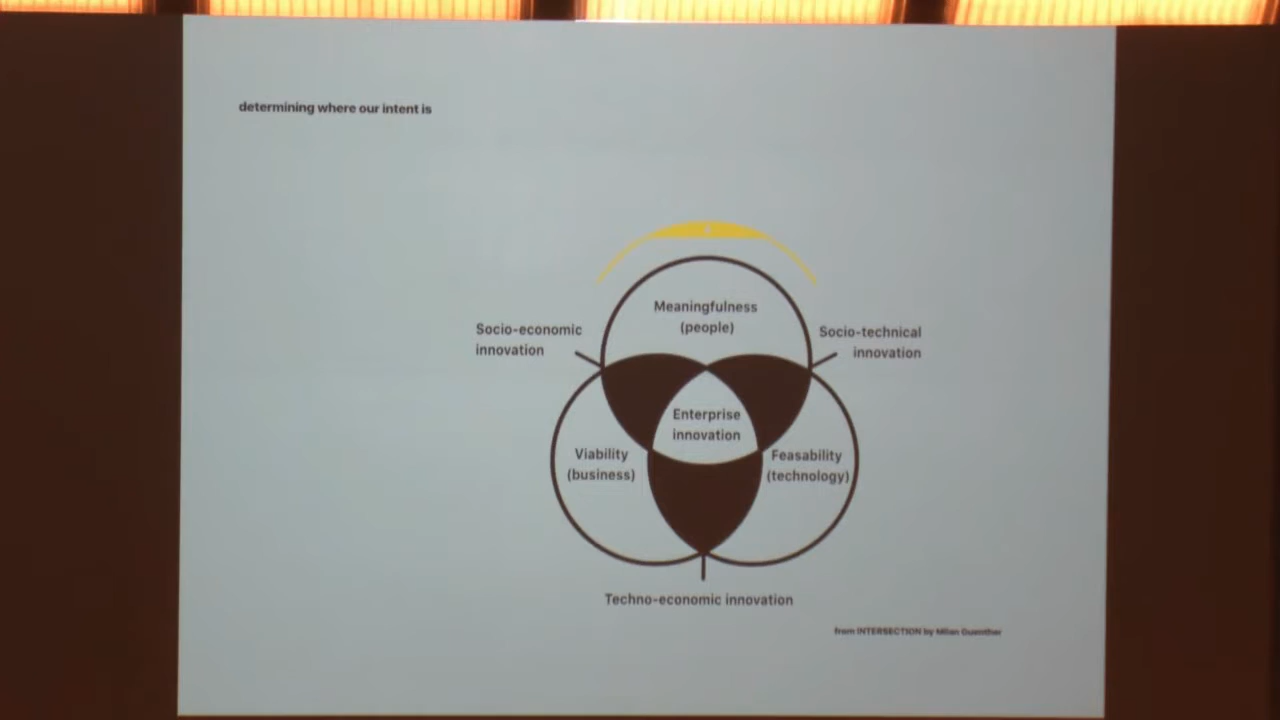 determining where our intent is
Meaningfulness
(people)
Socio-economic
innovation
Socio-technical
innovation
Enterprise
innovation
Viability
(business)
Feasability
(technology)
Techno-economic innovation
from INTERSECTION by Milan Guenther